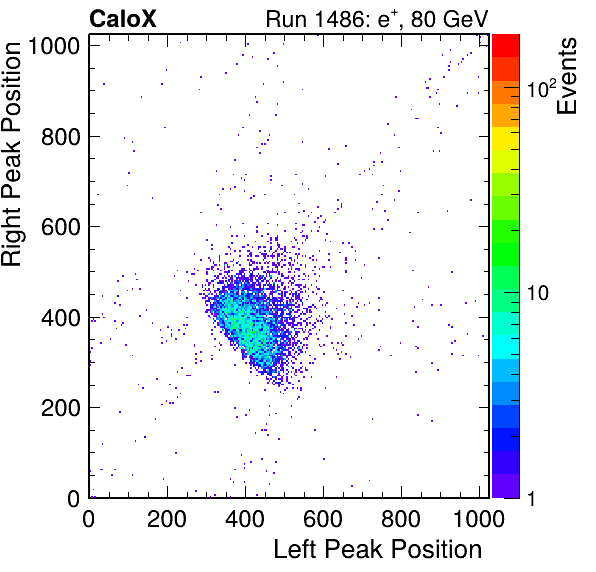 CaloX
Run 1486: e⁺, 80 GeV
Right Peak Position
1000
800
600
400
200
0
0 200 400 600 800 1000
Left Peak Position
10²
10
1
Events